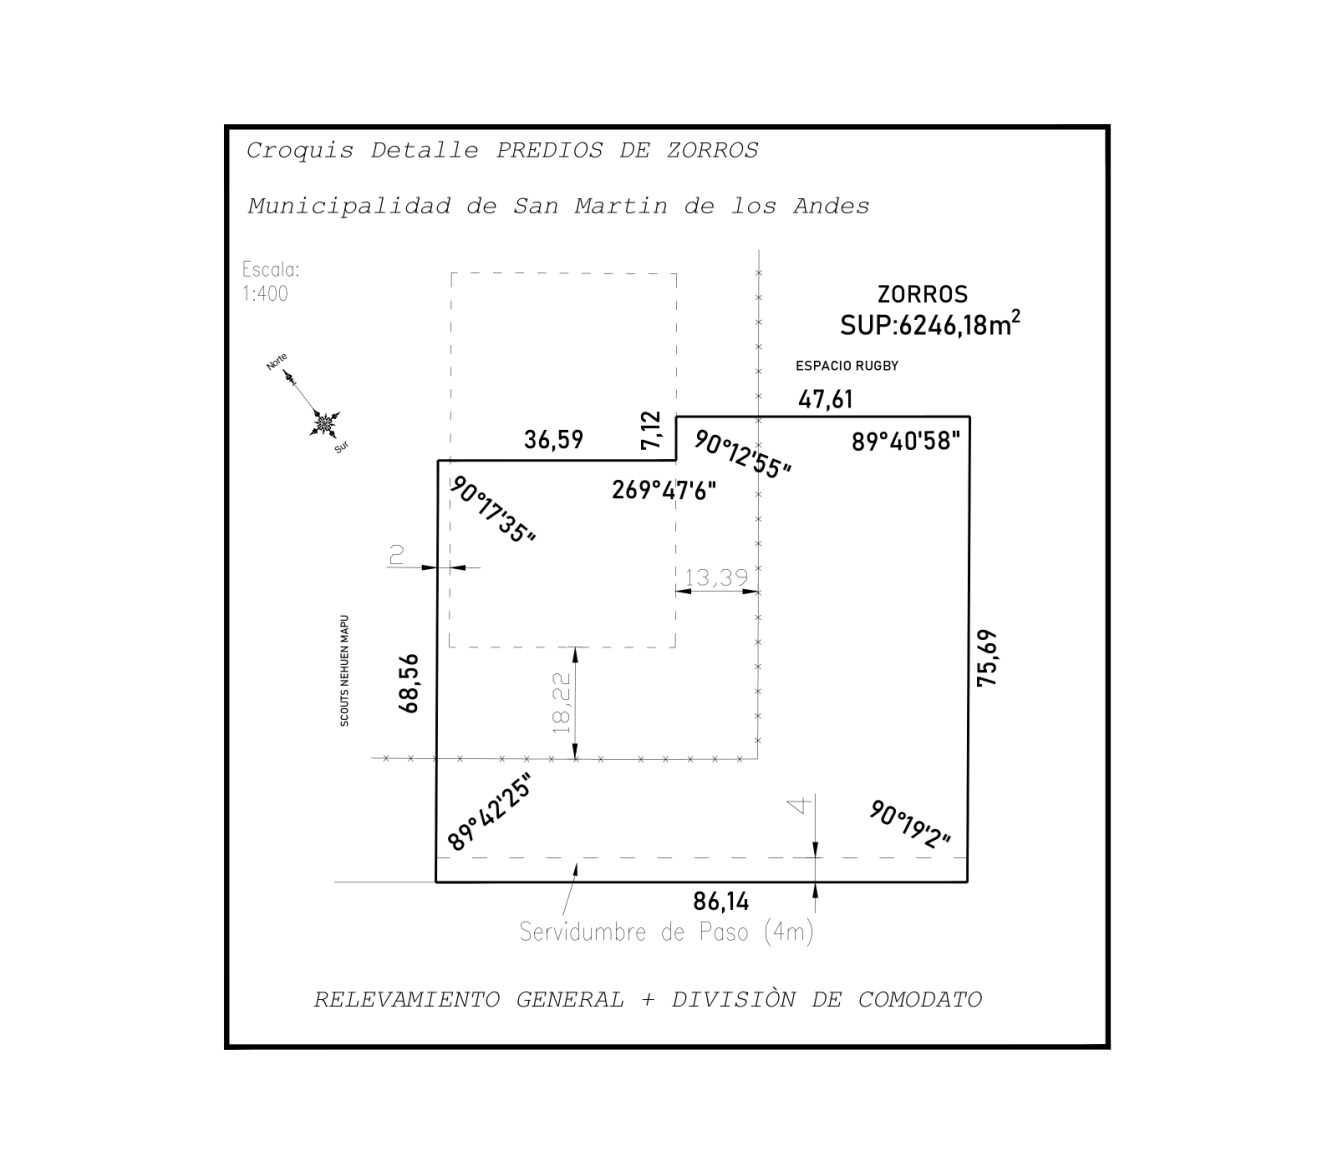 Croquis Detalle PREDIOS DE ZORROS
Municipalidad de San Martin de los Andes
Escala:
1:400
ZORROS
SUP:6246,18m²
Norte
Sur
ESPACIO RUGBY
47,61
7,12
36,59
90°12'55"
89°40'58"
90°17'35"
269°47'6"
2
13,39
SCOUTS NEHUEN MAPU
68,56
75,69
18,22
89°42'25"
4
90°19'2"
86,14
Servidumbre de Paso (4m)
RELEVAMIENTO GENERAL + DIVISIÒN DE COMODATO